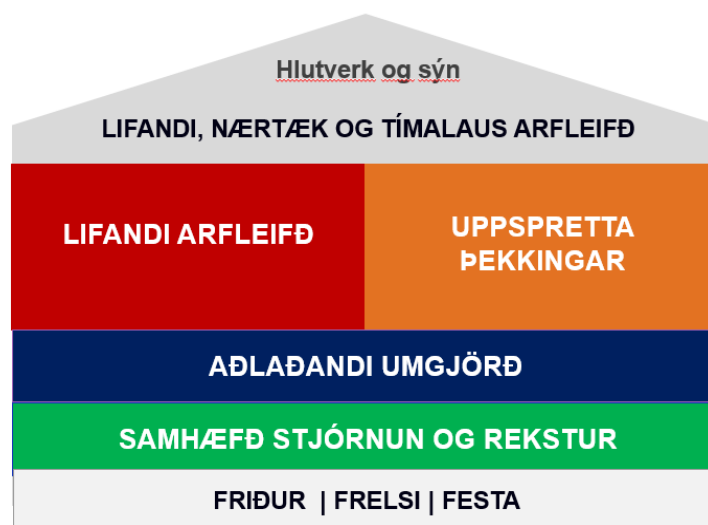 Hlutverk og sýn
LIFANDI, NÆRTÆK OG TÍMALAUS ARFLEIFÐ
LIFANDI ARFLEIFÐ
UPPSPRETTA
ÞEKKINGAR
AÐLAÐANDI UMGJÖRÐ
SAMHÆFÐ STJÓRNUN OG REKSTUR
FRIÐUR | FRELSI | FESTA